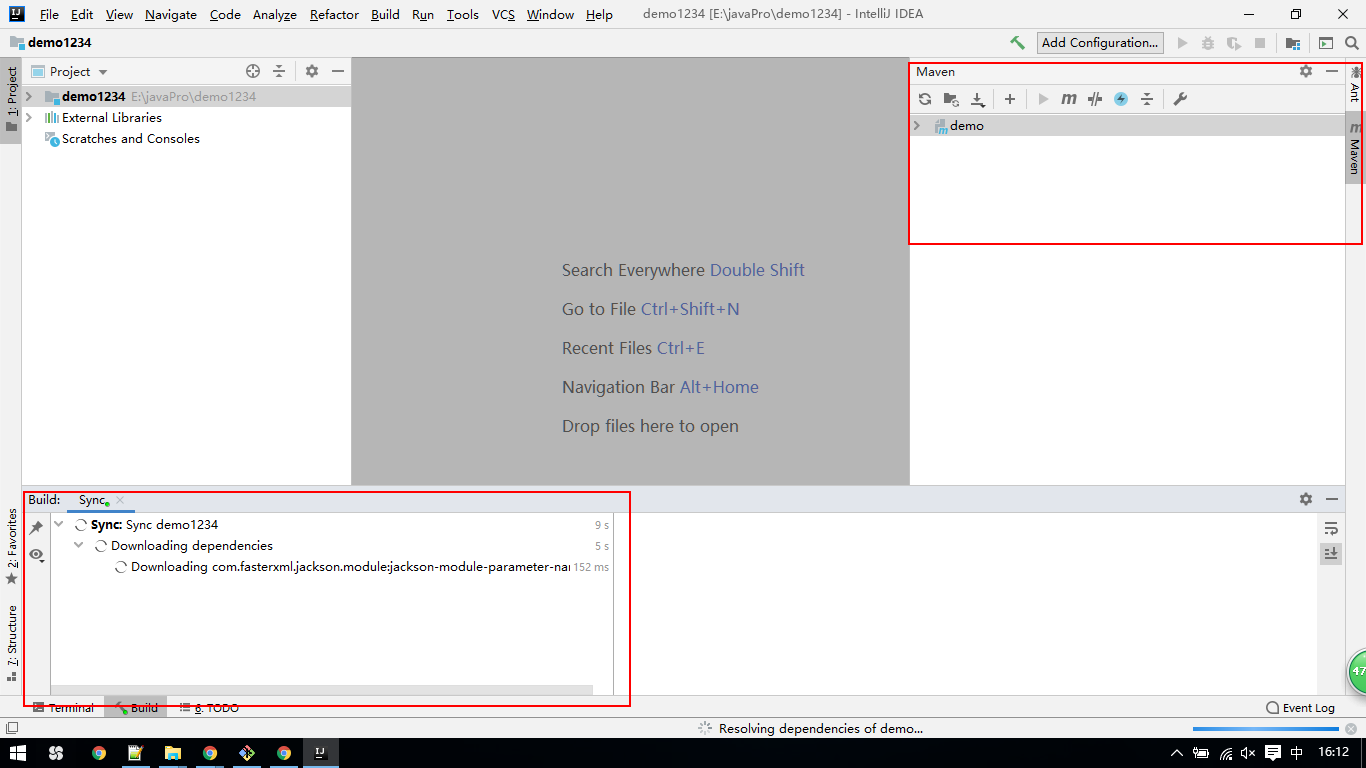 File Edit View Navigate Code Analyze Refactor Build Run Tools VCS Window Help demo1234 [E:\javaPro\demo1234] - IntelliJ IDEA
demo1234 Add Configuration...
1: Project
Project
demo1234 E:\javaPro\demo1234
External Libraries
Scratches and Consoles
Search Everywhere Double Shift
Go to File Ctrl+Shift+N
Recent Files Ctrl+E
Navigation Bar Alt+Home
Drop files here to open
Maven
demo
Ant
Maven
2: Favorites
7: Structure
Build: Sync
Sync: Sync demo1234 9 s
Downloading dependencies 5 s
Downloading com.fasterxml.jackson.module:jackson-module-parameter-nar 152 ms
47
Terminal Build 6: TODO Event Log
Resolving dependencies of demo...
中 16:12